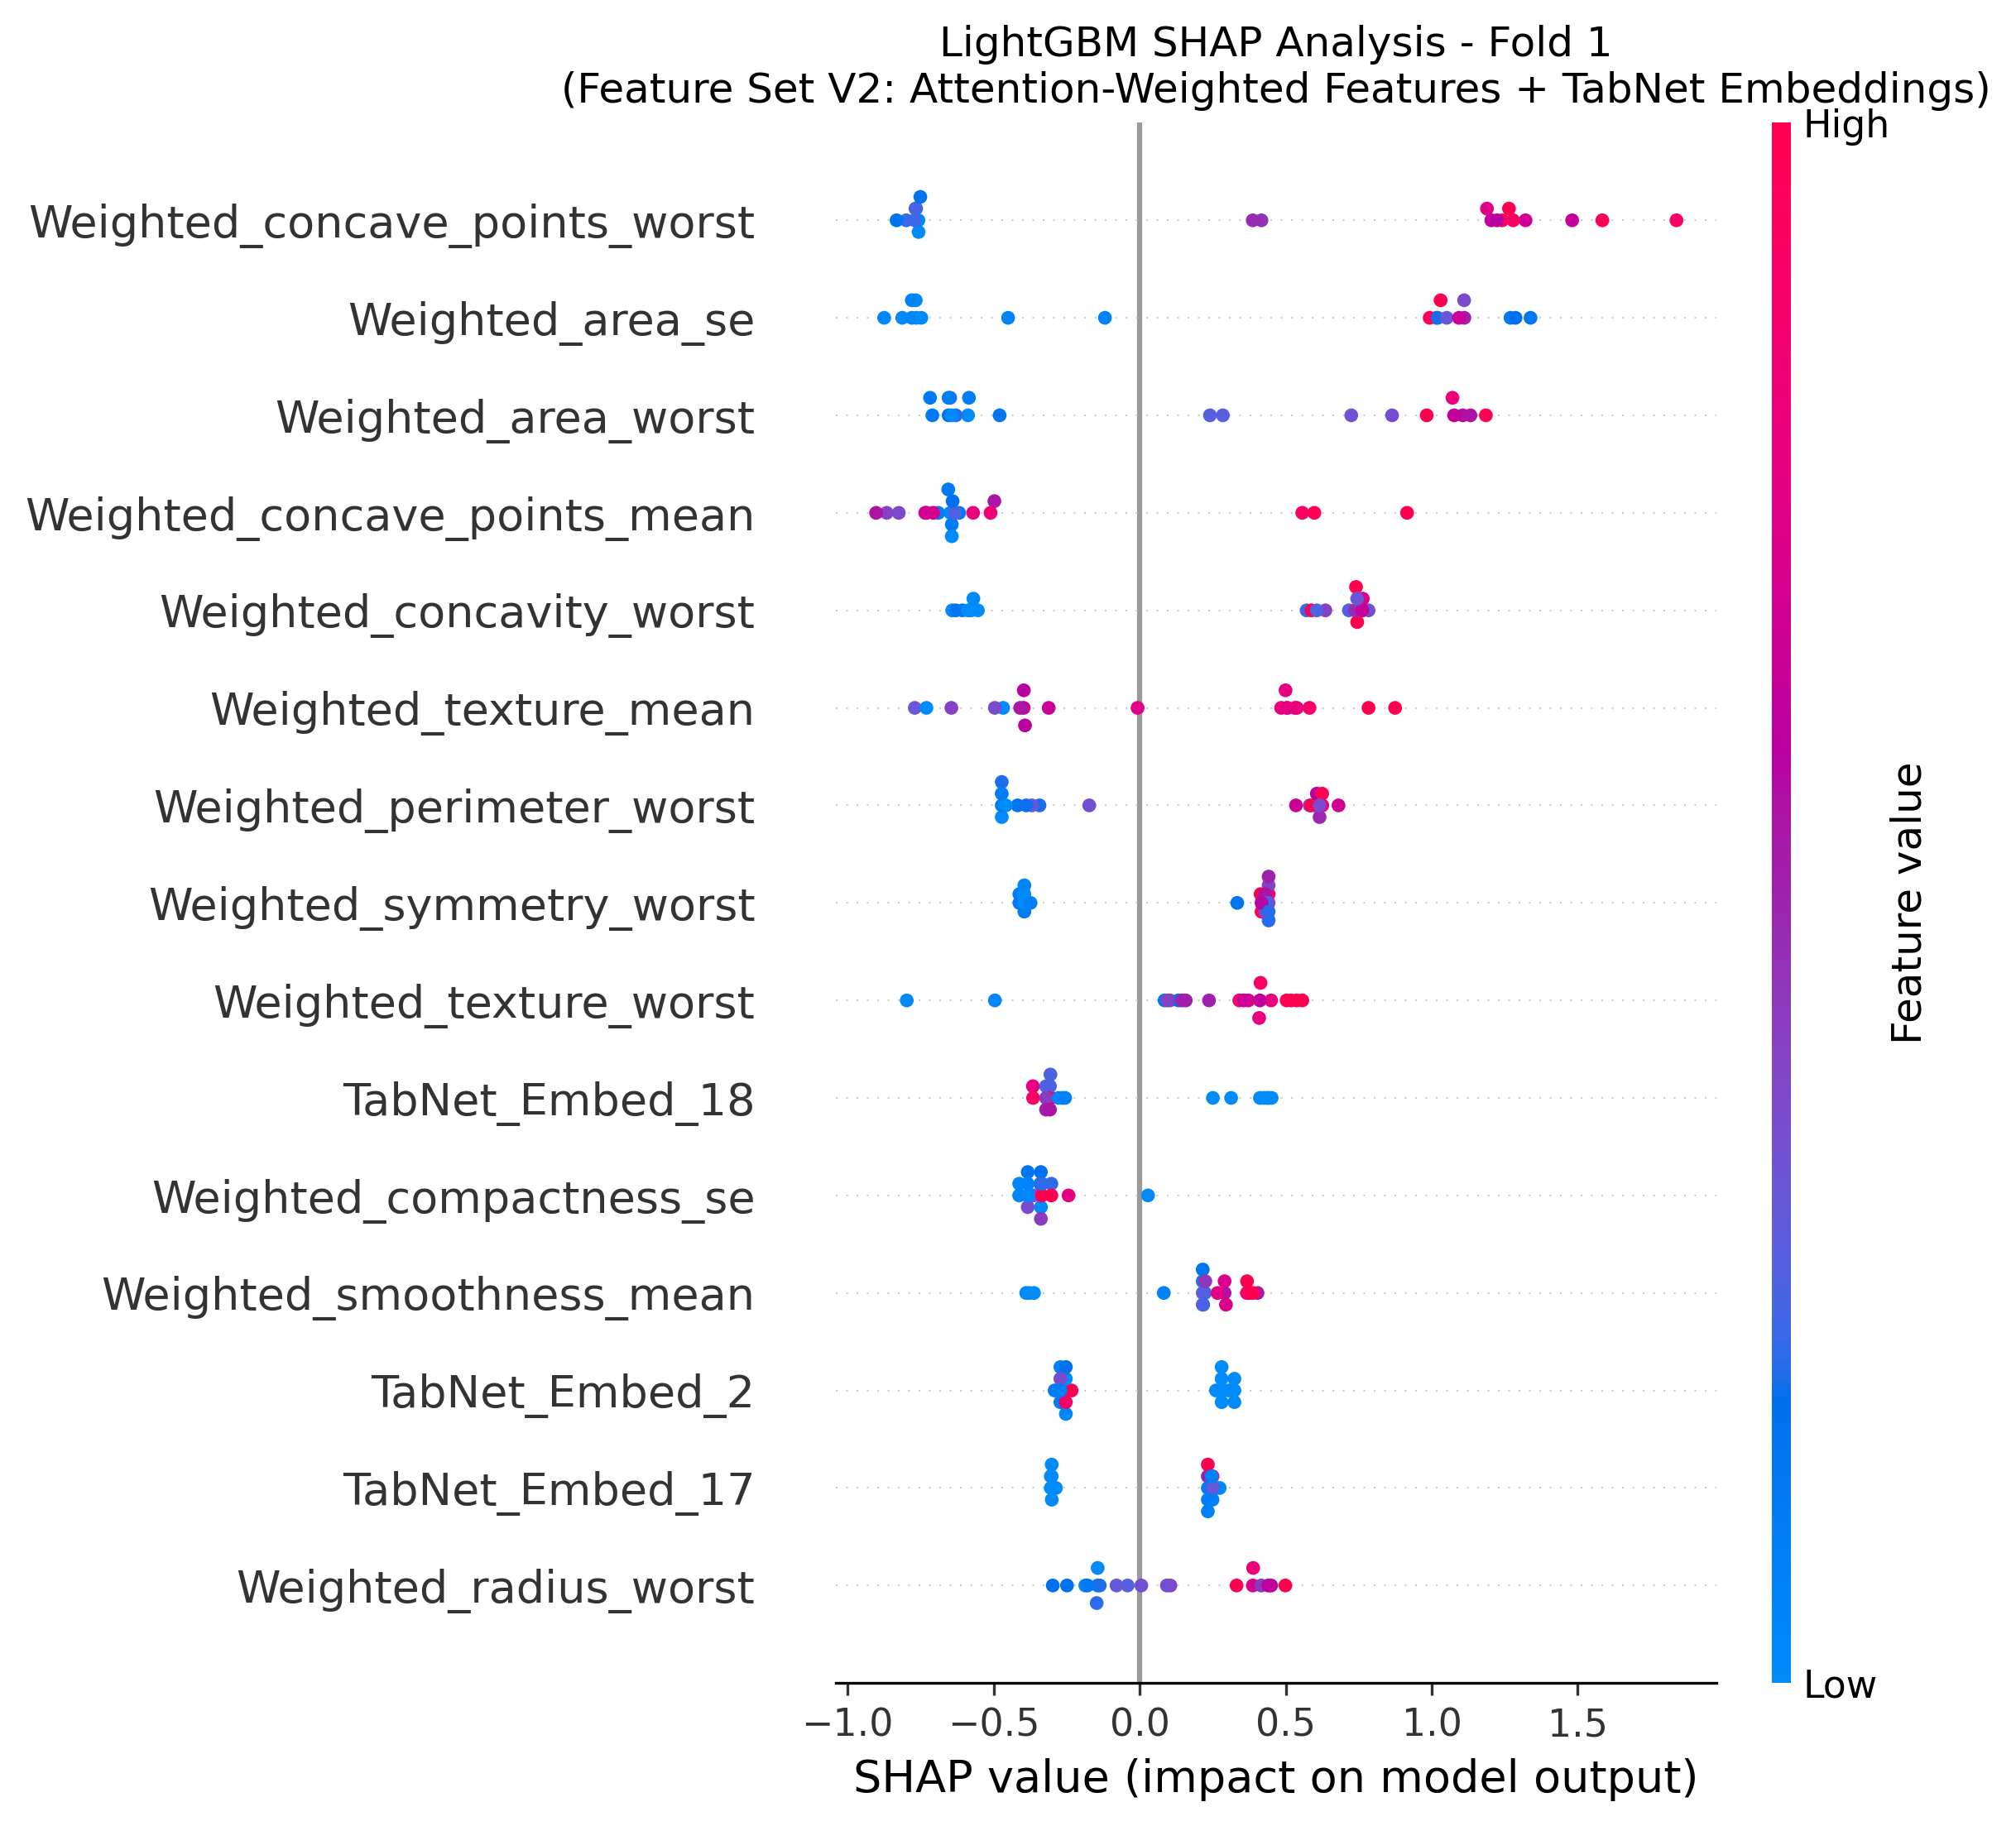 LightGBM SHAP Analysis - Fold 1
(Feature Set V2: Attention-Weighted Features + TabNet Embeddings)
High
Weighted_concave_points_worst
Weighted_area_se
Weighted_area_worst
Weighted_concave_points_mean
Weighted_concavity_worst
Weighted_texture_mean
Weighted_perimeter_worst
Weighted_symmetry_worst
Weighted_texture_worst
TabNet_Embed_18
Weighted_compactness_se
Weighted_smoothness_mean
TabNet_Embed_2
TabNet_Embed_17
Weighted_radius_worst
Feature value
Low
−1.0 −0.5 0.0 0.5 1.0 1.5
SHAP value (impact on model output)